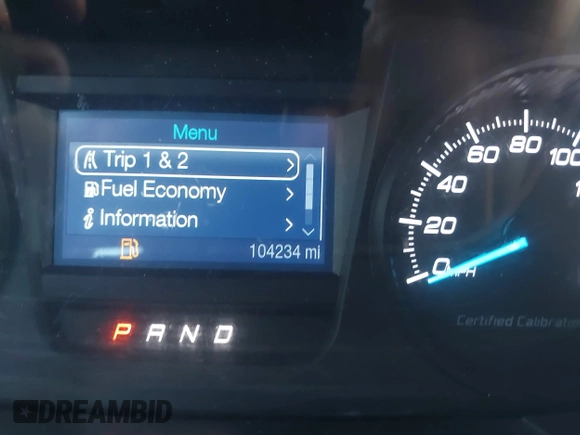 Menu
Trip 1 & 2
Fuel Economy
Information
104234 mi
P R N D
0 MPH
20
40
60
80
100
Certified Calibrat
DREAMBID